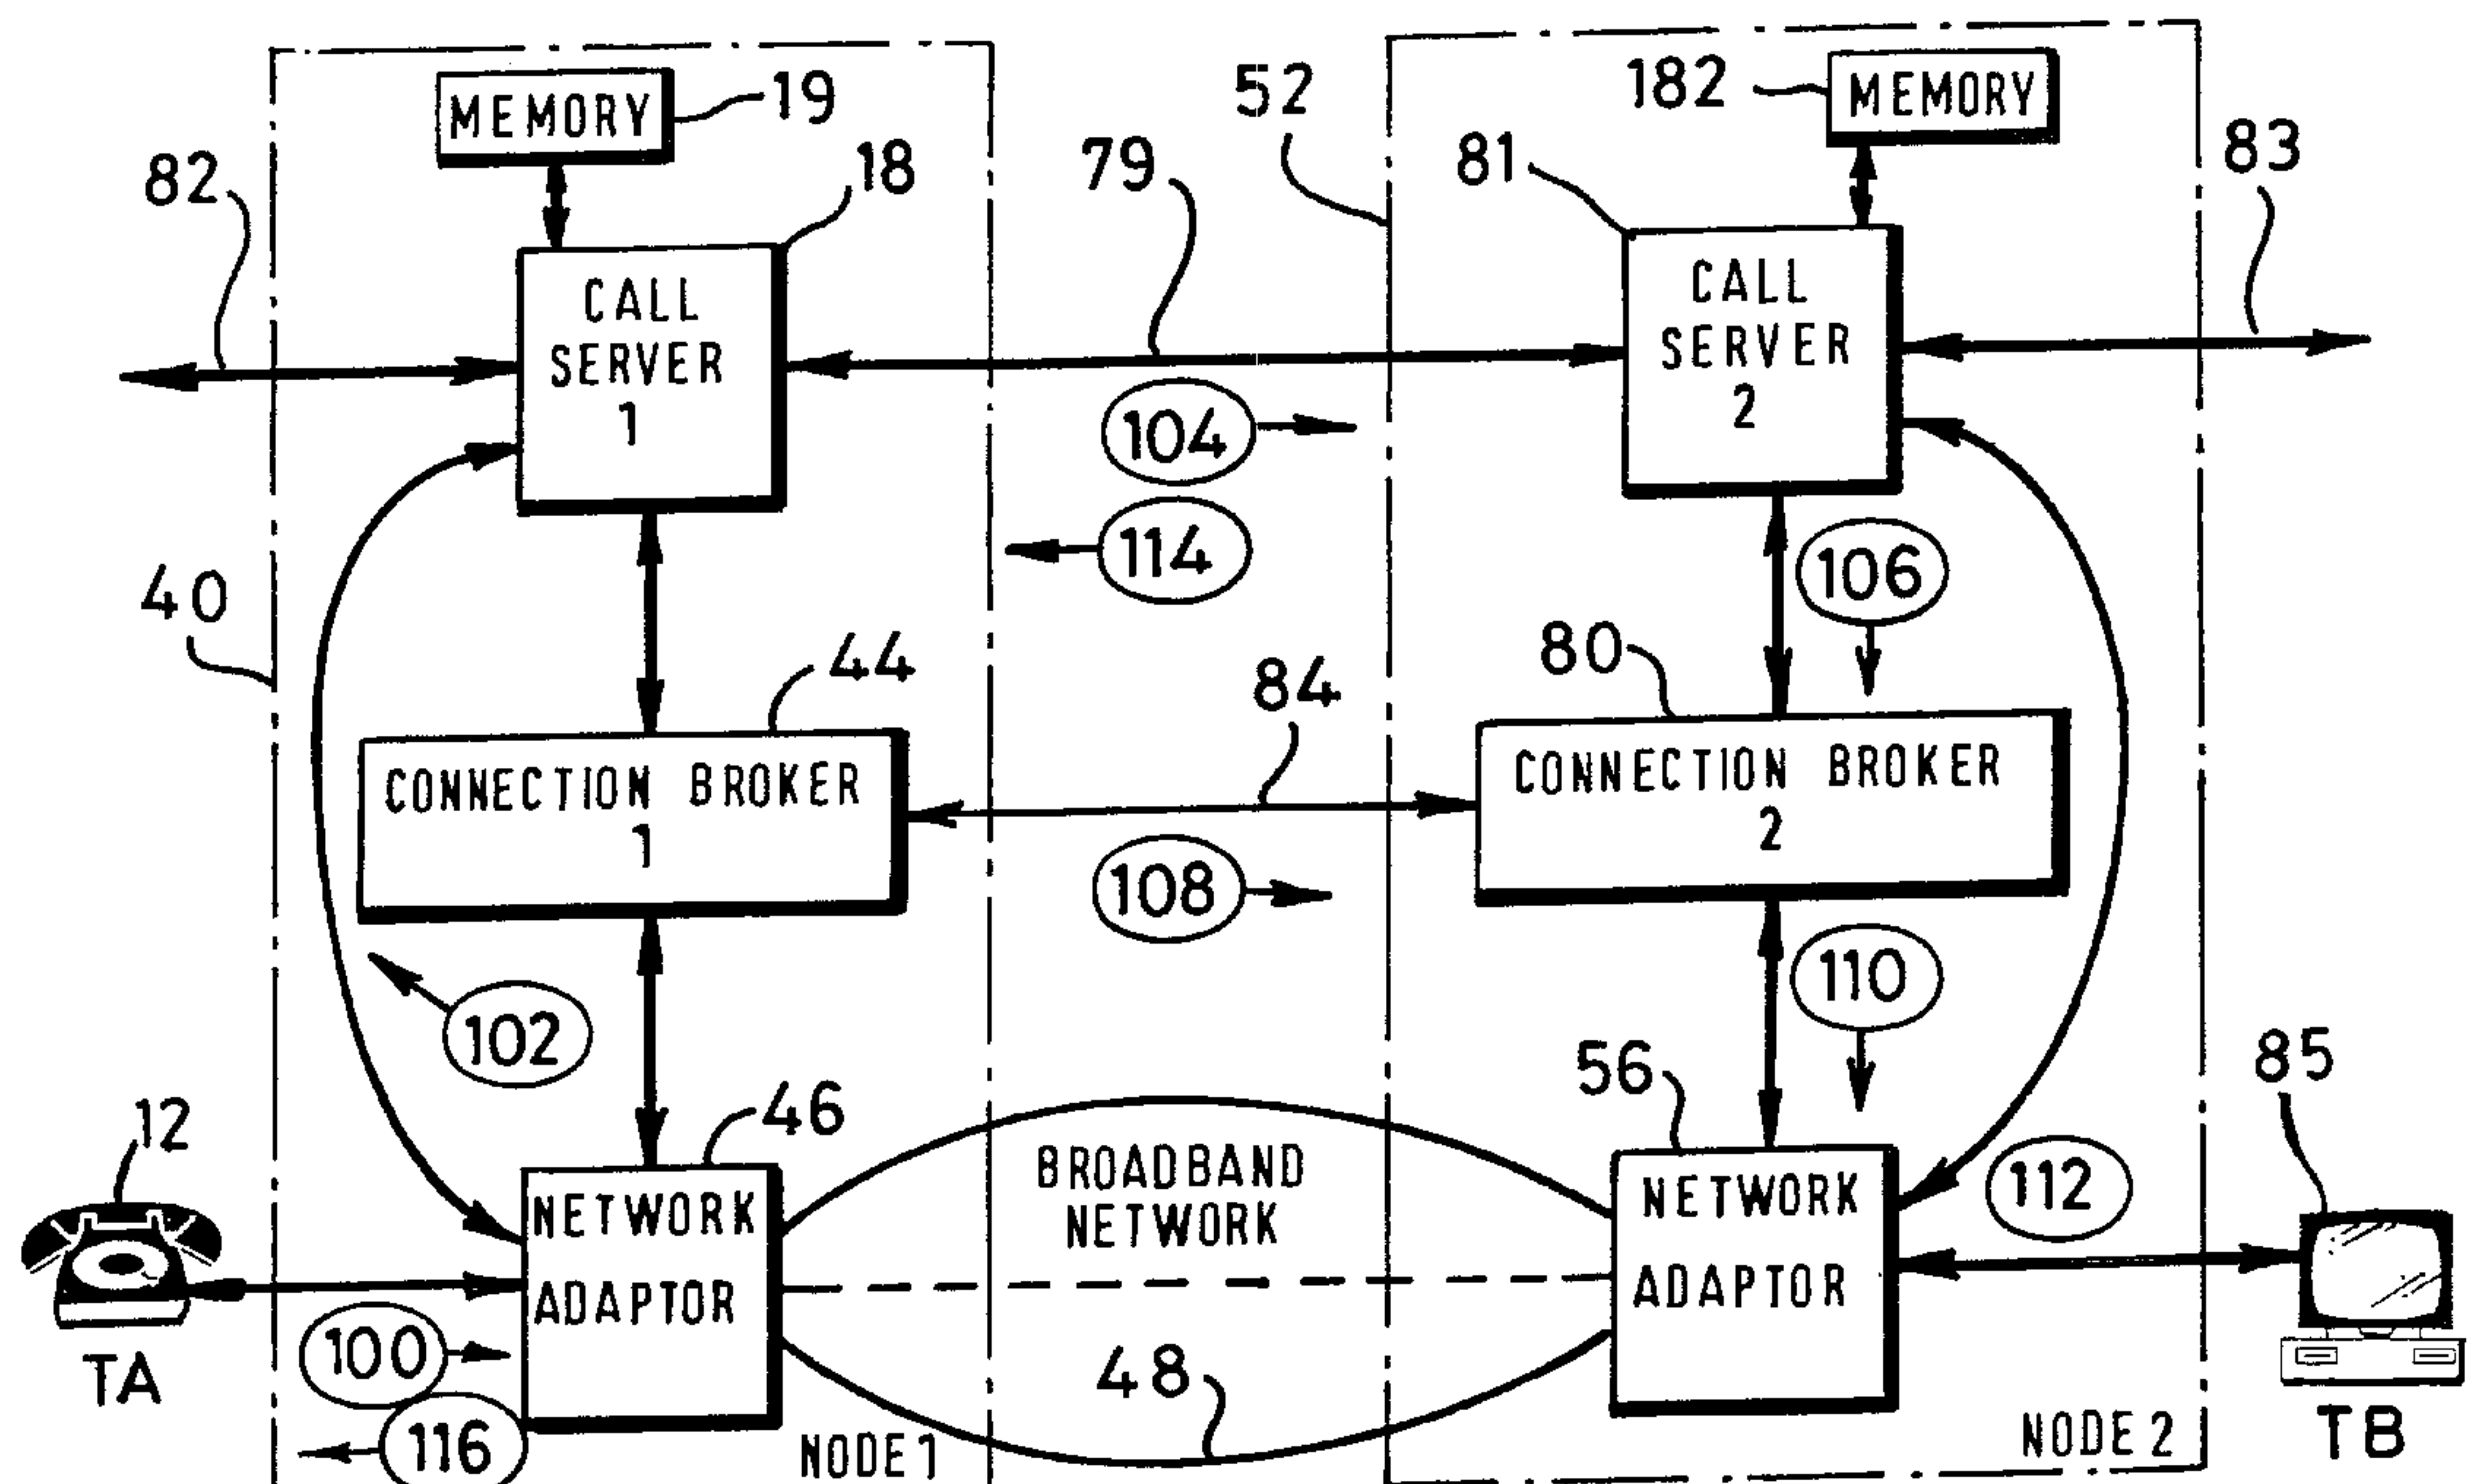 MEMORY
19
52
182
MEMORY
82
18
79
81
83
CALL
SERVER
1
CALL
SERVER
2
104
114
106
40
44
84
80
CONNECTION BROKER
1
CONNECTION BROKER
2
108
102
110
12
46
56
85
BROADBAND
NETWORK
NETWORK
ADAPTOR
NETWORK
ADAPTOR
112
100
TA
48
116
NODE 1
NODE 2
TB